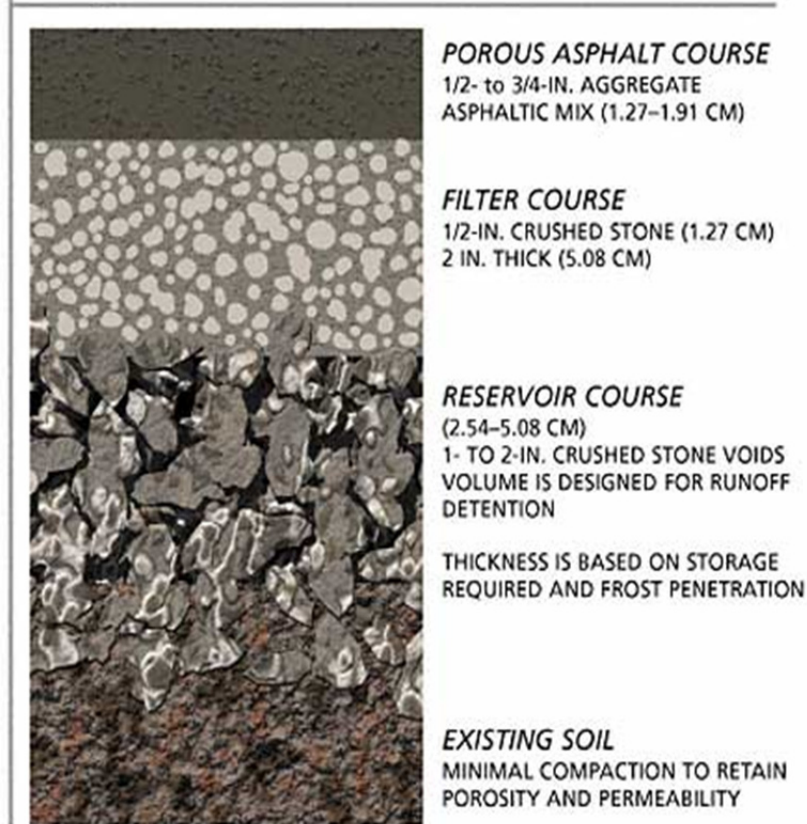 POROUS ASPHALT COURSE
1/2- to 3/4-IN. AGGREGATE
ASPHALTIC MIX (1.27–1.91 CM)
FILTER COURSE
1/2-IN. CRUSHED STONE (1.27 CM)
2 IN. THICK (5.08 CM)
RESERVOIR COURSE
(2.54–5.08 CM)
1- TO 2-IN. CRUSHED STONE VOIDS
VOLUME IS DESIGNED FOR RUNOFF
DETENTION
THICKNESS IS BASED ON STORAGE
REQUIRED AND FROST PENETRATION
EXISTING SOIL
MINIMAL COMPACTION TO RETAIN
POROSITY AND PERMEABILITY